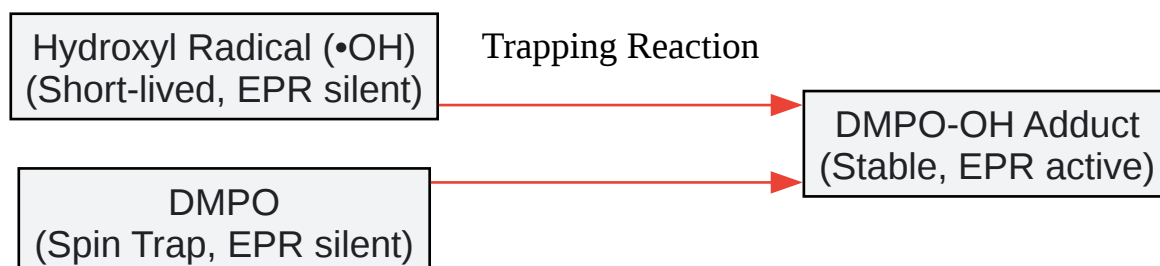 Hydroxyl Radical (•OH)
(Short-lived, EPR silent)
Trapping Reaction
DMPO-OH Adduct
(Stable, EPR active)
DMPO
(Spin Trap, EPR silent)